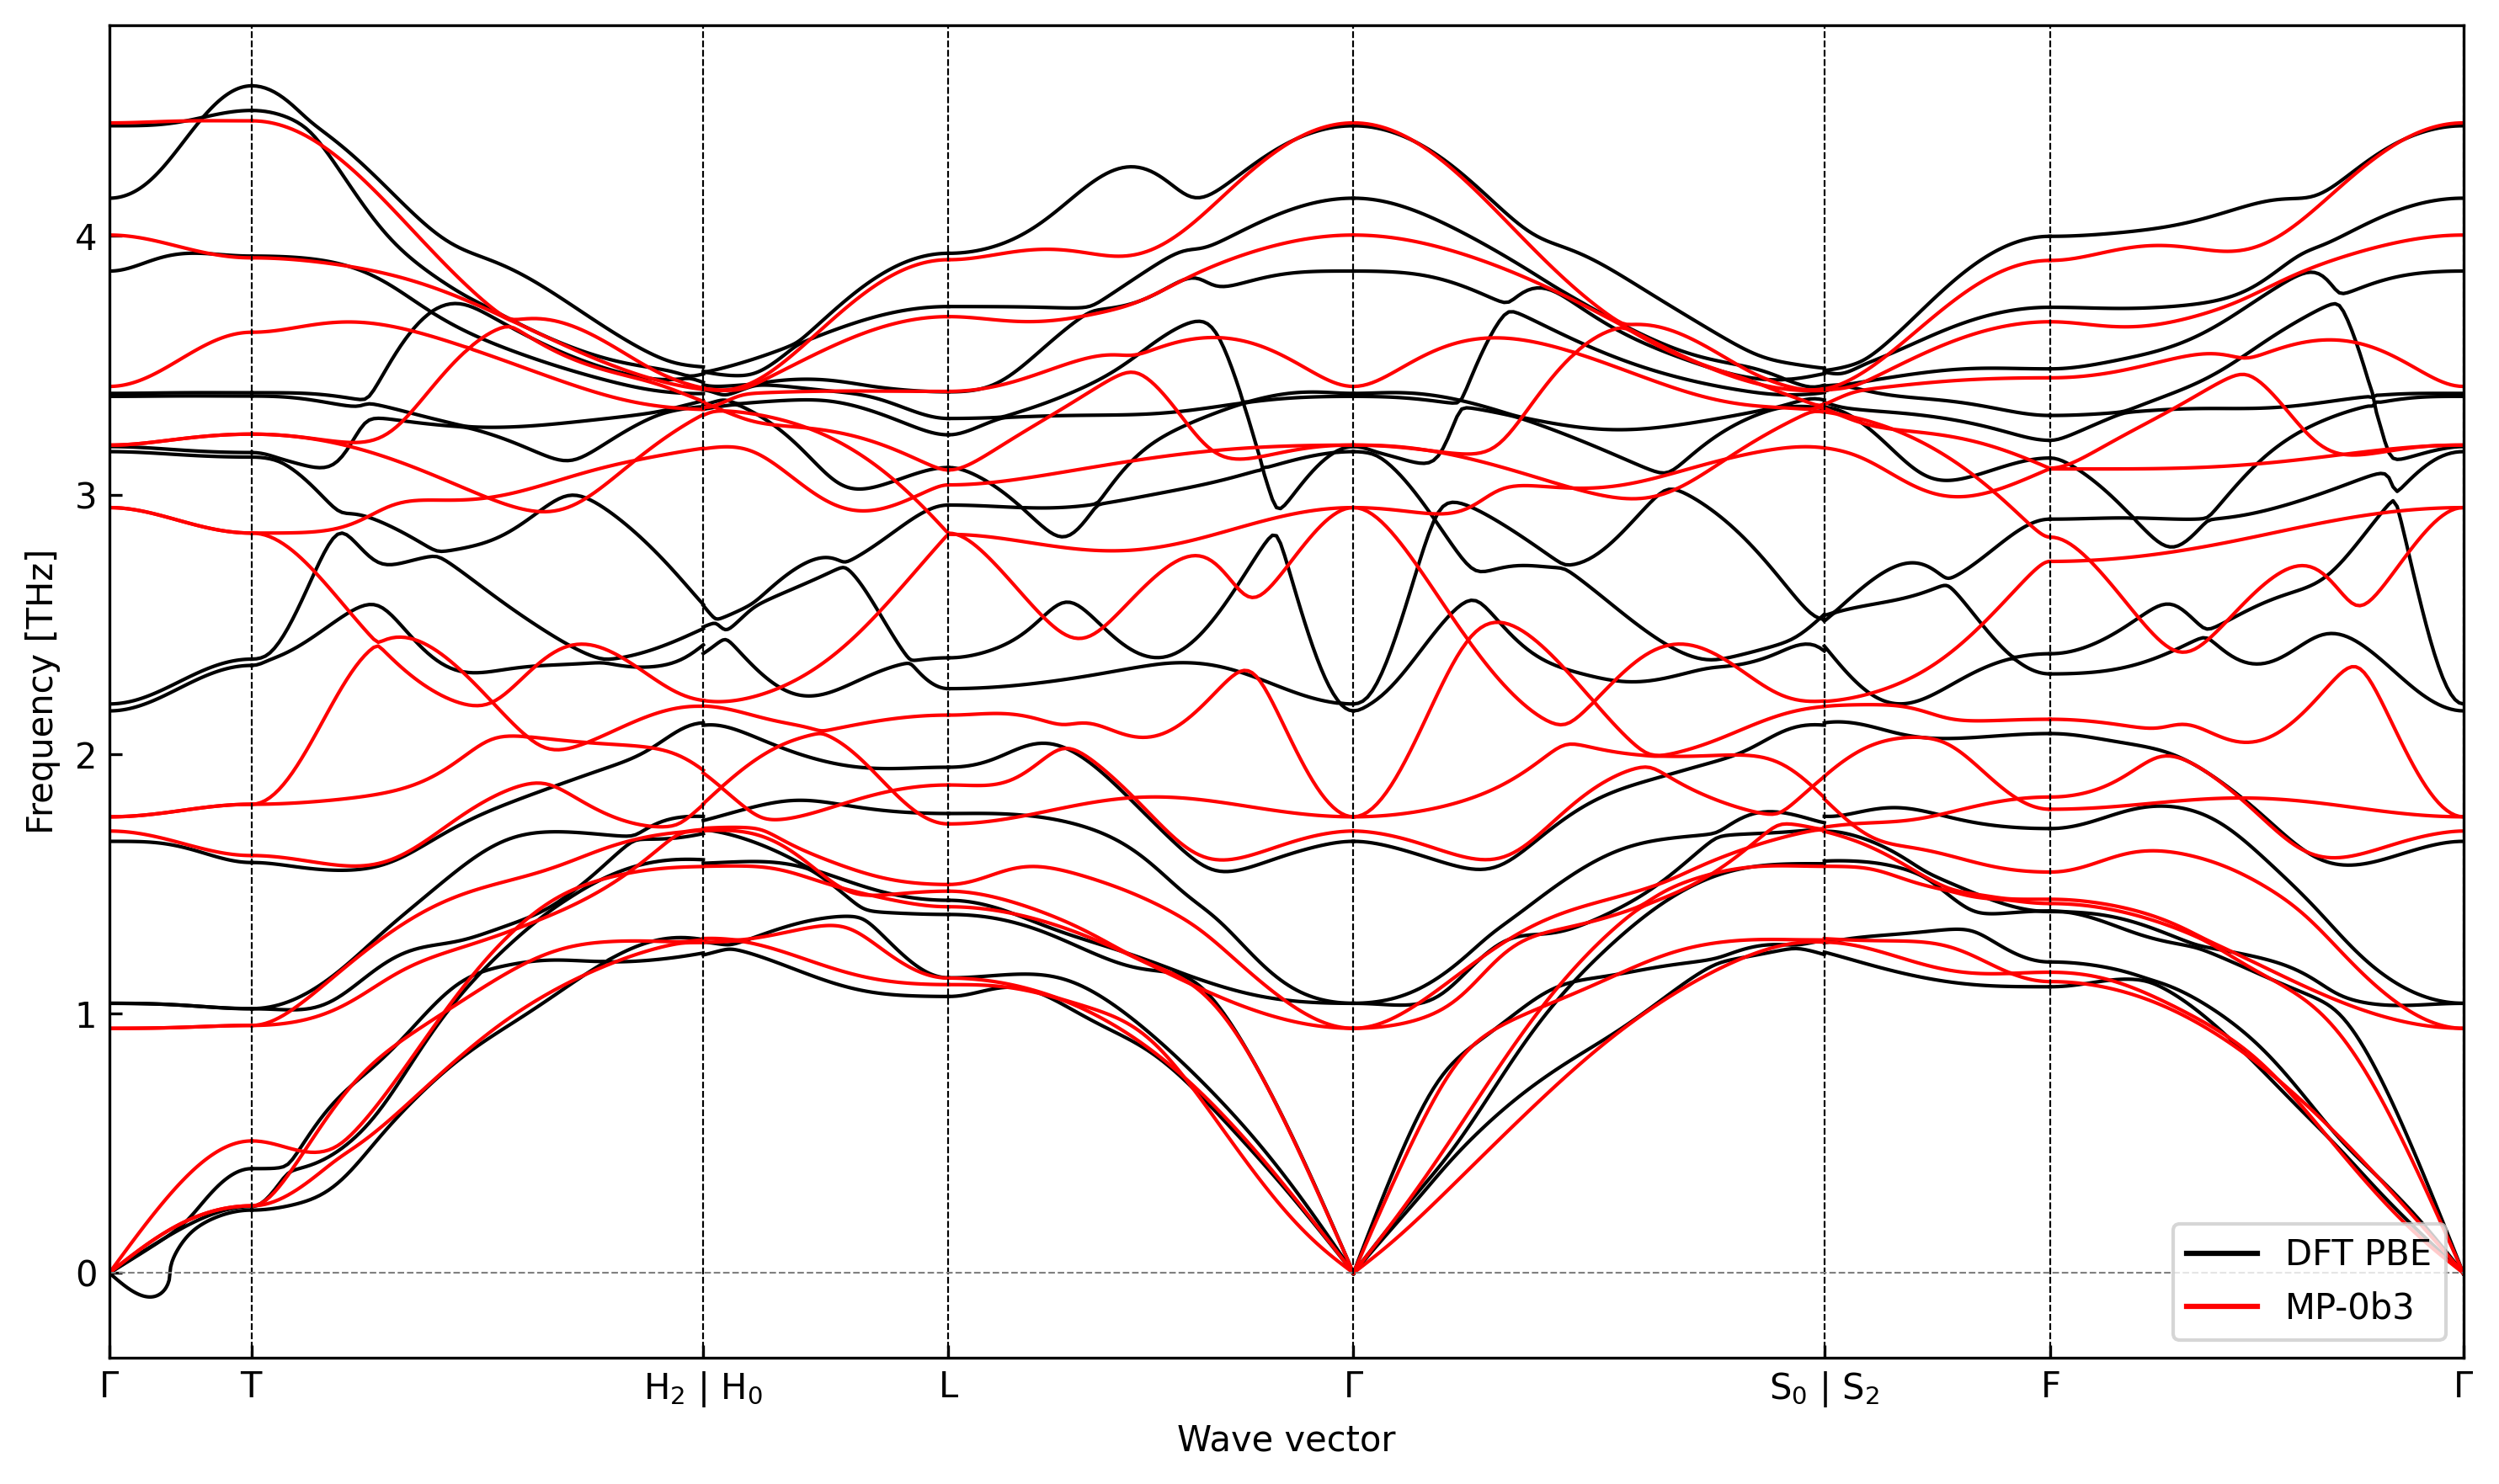 Frequency [THz]
4
3
2
1
0
Γ T H₂ | H₀ L Γ S₀ | S₂ F Γ
Wave vector
DFT PBE
MP-0b3